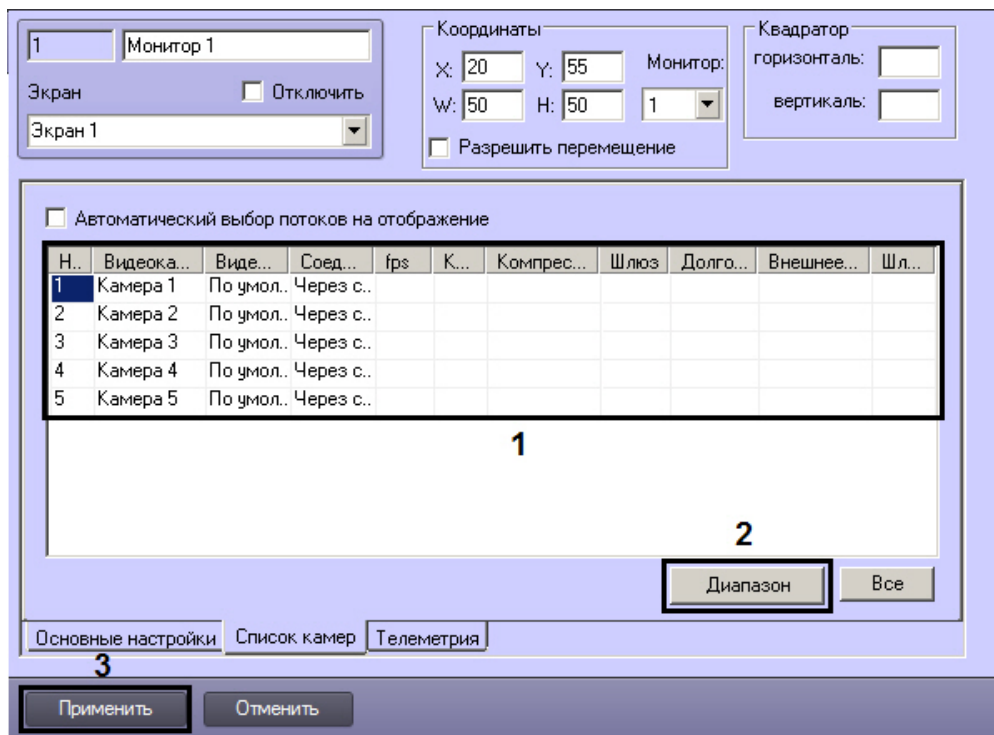 1 Монитор 1
Экран Отключить
Экран 1
Координаты
X: 20 Y: 55 Монитор:
W: 50 H: 50 1
Разрешить перемещение
Квадратор
горизонталь:
вертикаль:
Автоматический выбор потоков на отображение
Н.. Видеока... Виде... Соед... fps К... Компрес... Шлюз Долго... Внешнее... Шл...
1 Камера 1 По умол.. Через с..
2 Камера 2 По умол.. Через с..
3 Камера 3 По умол.. Через с..
4 Камера 4 По умол.. Через с..
5 Камера 5 По умол.. Через с..
1
2
Диапазон Все
Основные настройки Список камер Телеметрия
3
Применить Отменить